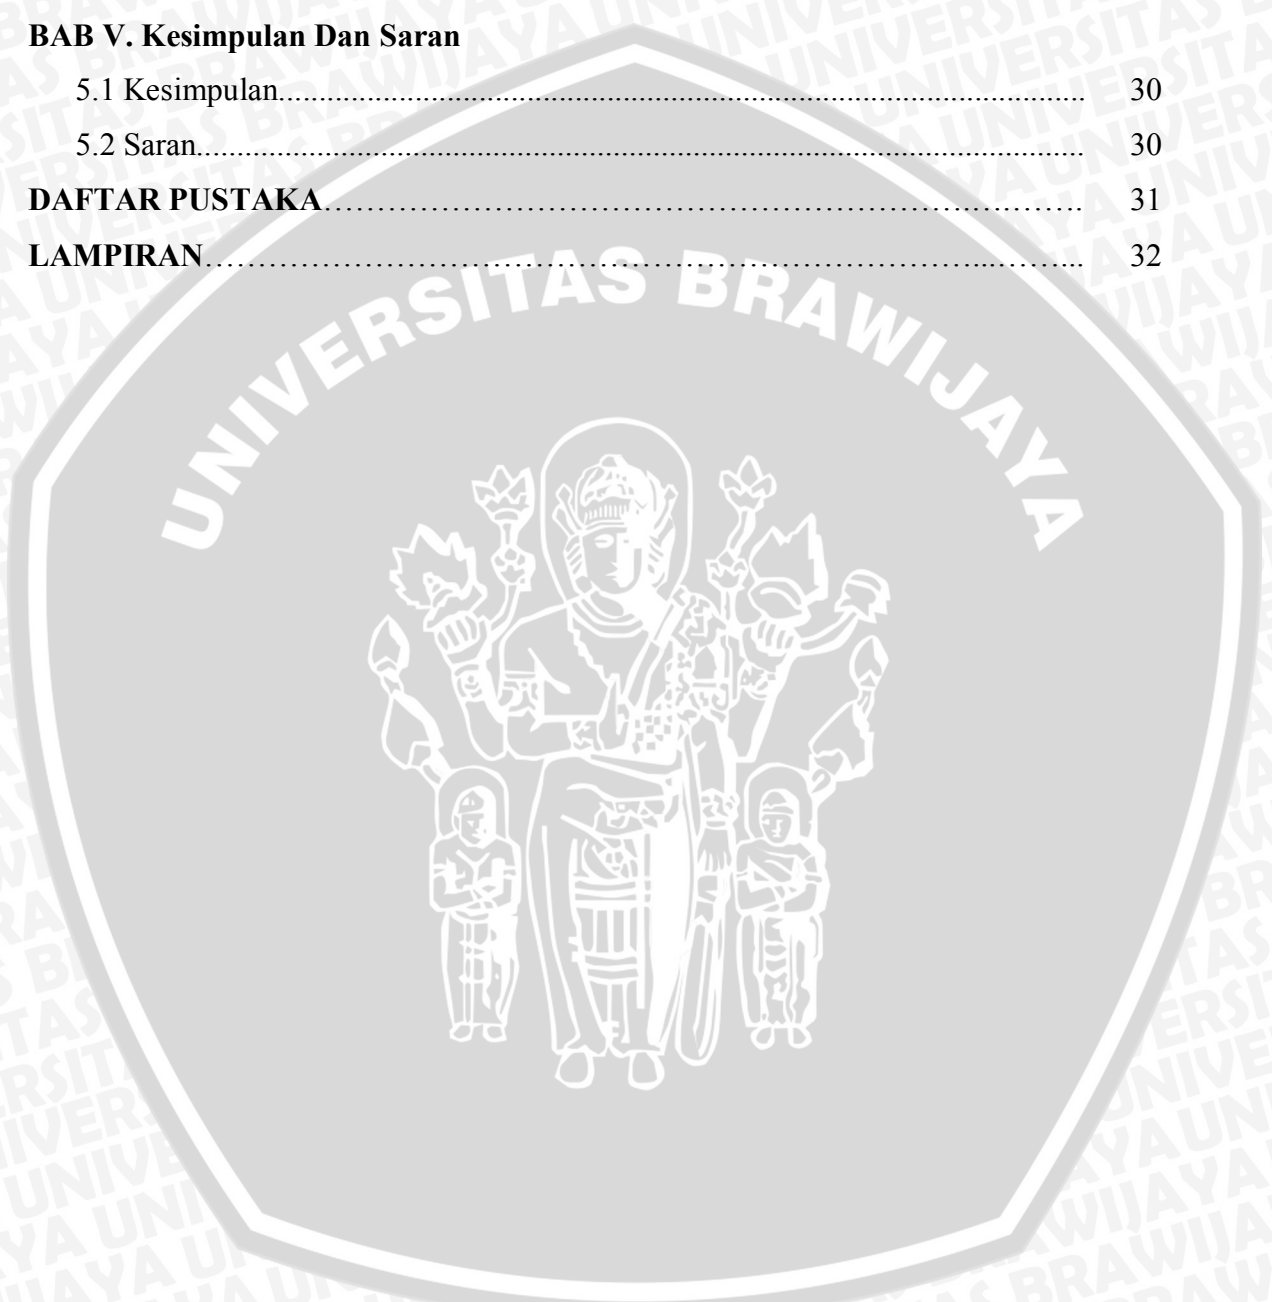 BAB V. Kesimpulan Dan Saran
5.1 Kesimpulan.................................................................................................... 30
5.2 Saran.............................................................................................................. 30
DAFTAR PUSTAKA…………………………………………………………...……. 31
LAMPIRAN………………………………………………………………...……... 32
UNIVERSITAS BRAWIJAYA